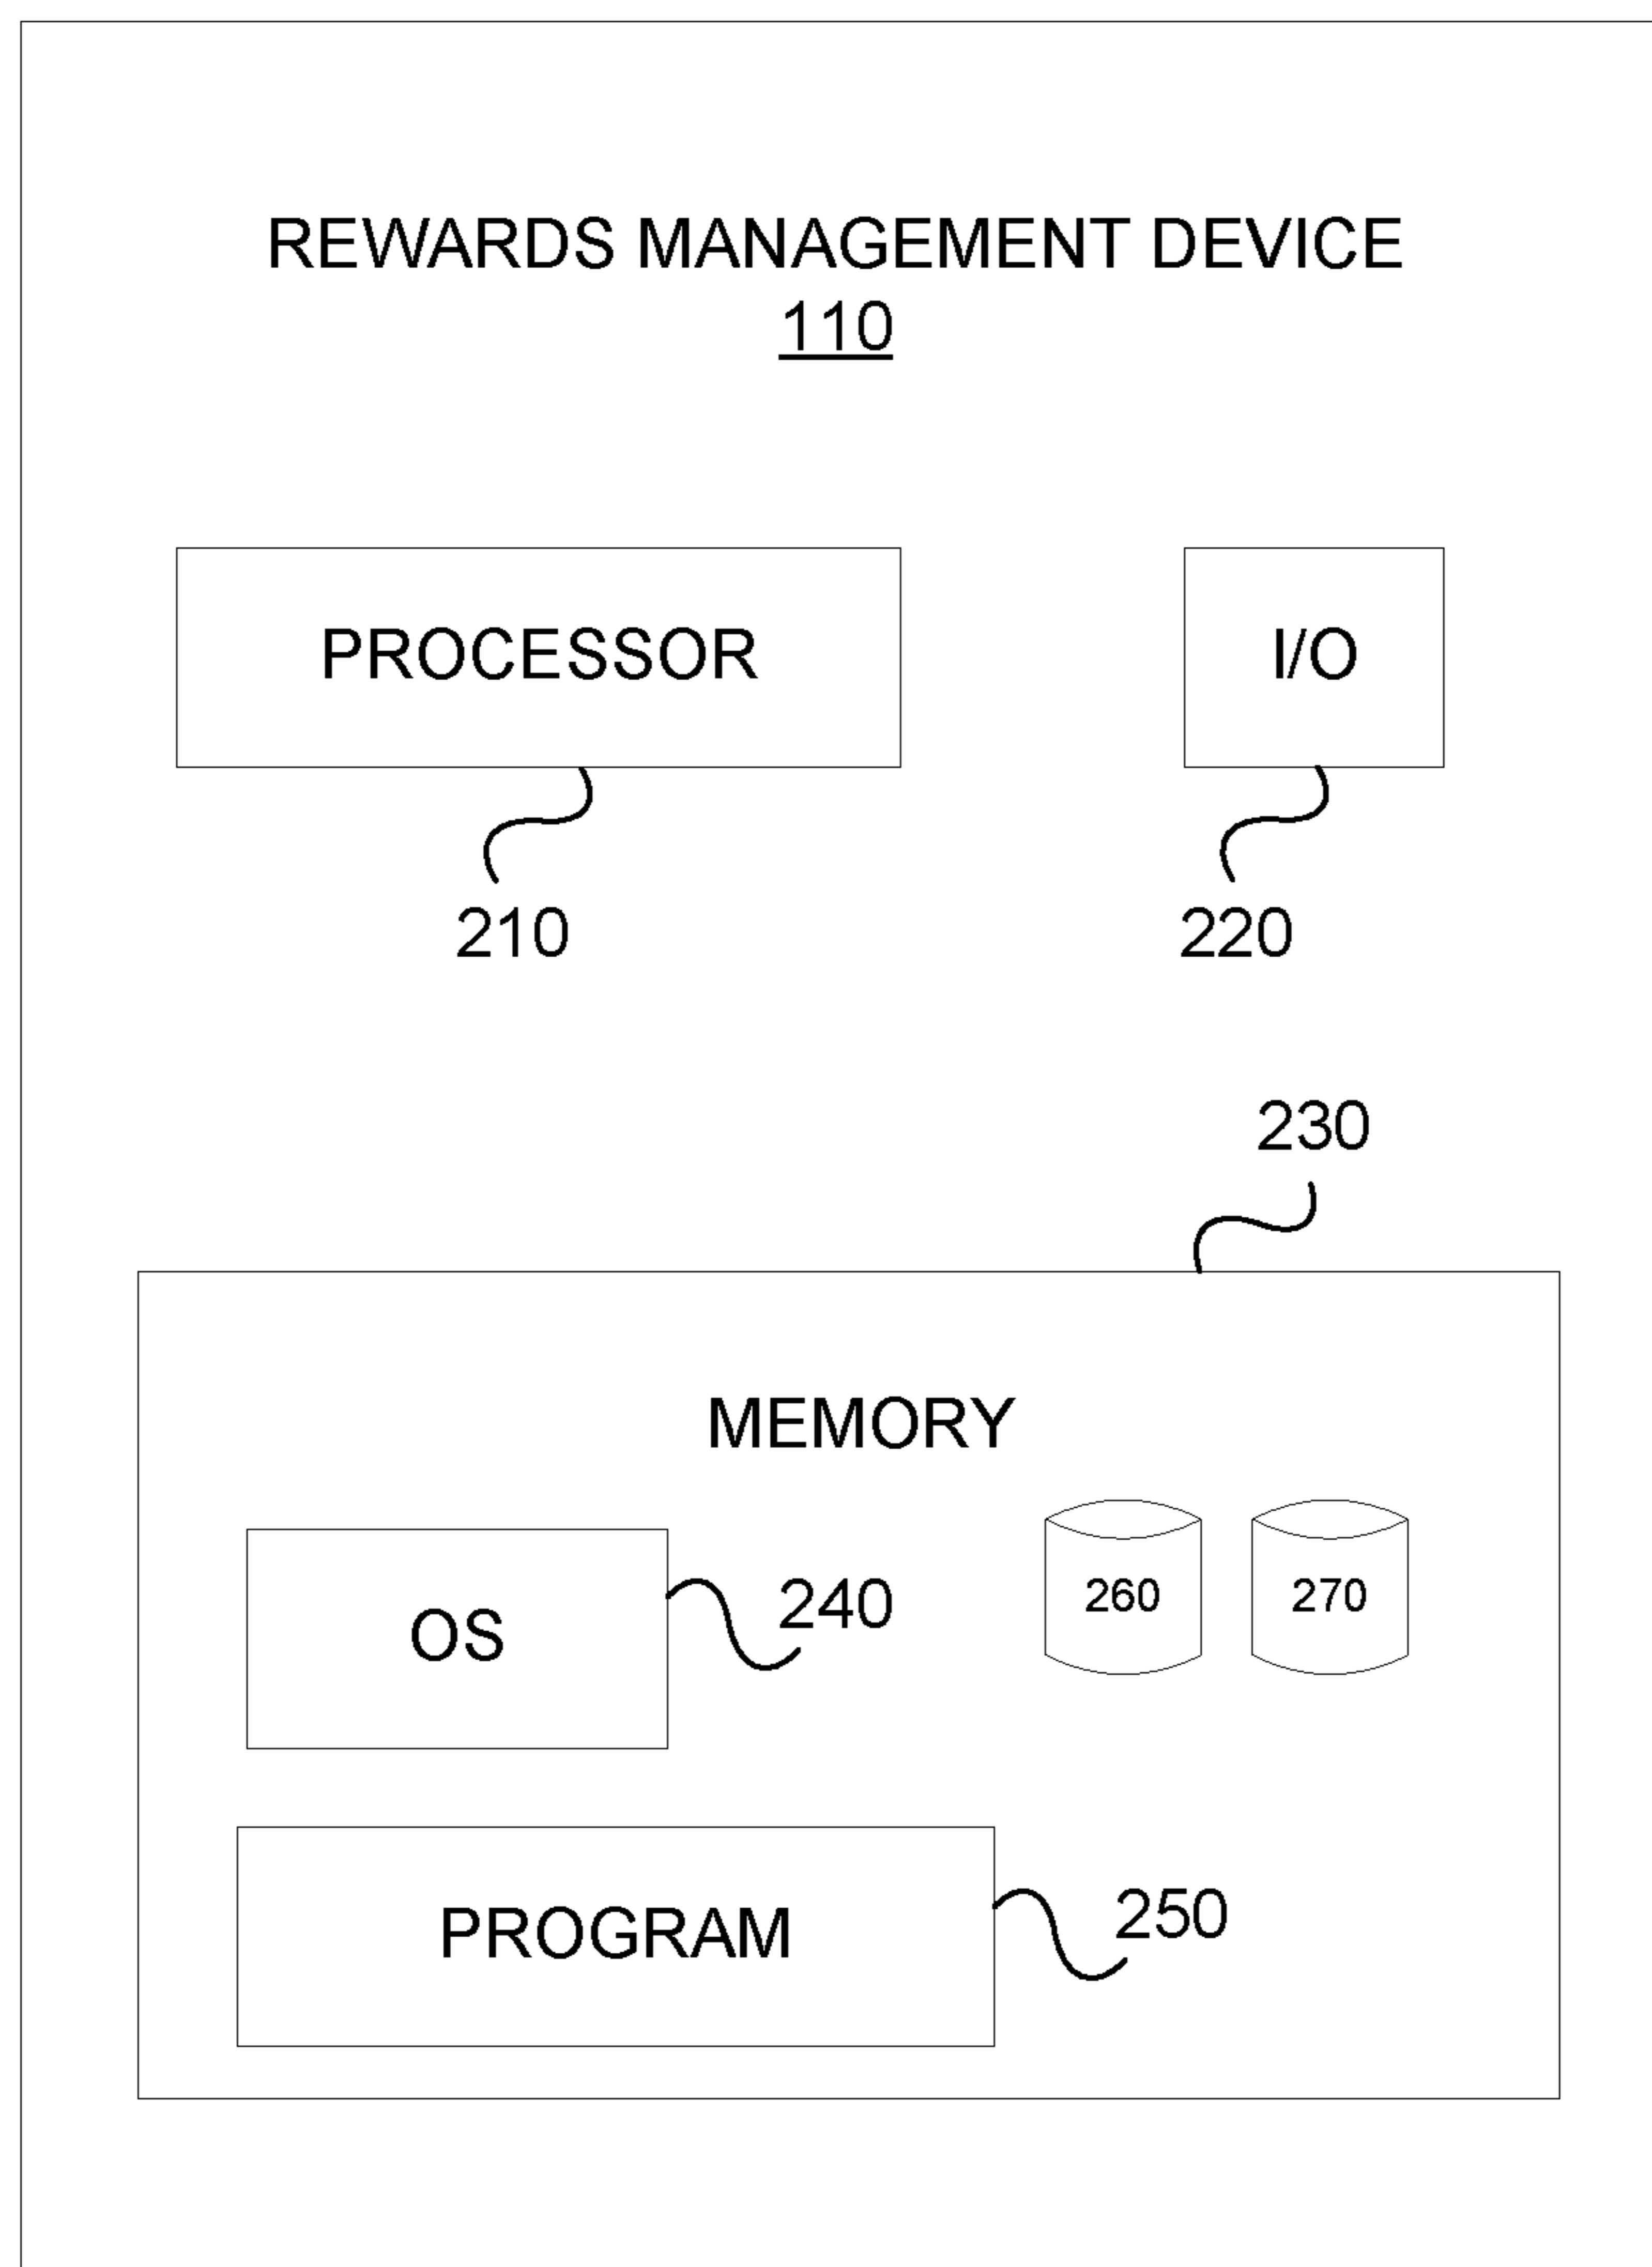 REWARDS MANAGEMENT DEVICE
110
PROCESSOR
I/O
210
220
230
MEMORY
OS
240
260
270
PROGRAM
250